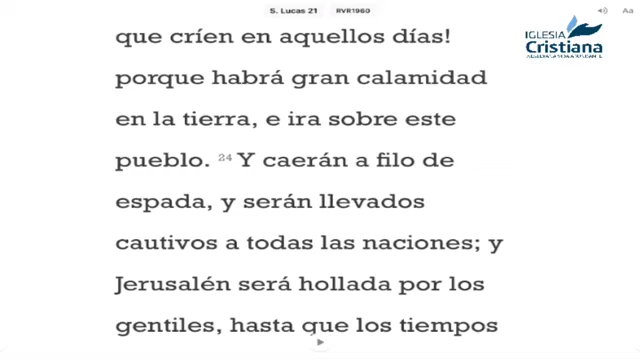 S. Lucas 21 RVR1960
Aa
IGLESIA
Cristiana
que críen en aquellos días!
porque habrá gran calamidad
en la tierra, e ira sobre este
pueblo. 24 Y caerán a filo de
espada, y serán llevados
cautivos a todas las naciones; y
Jerusalén será hollada por los
gentiles, hasta que los tiempos